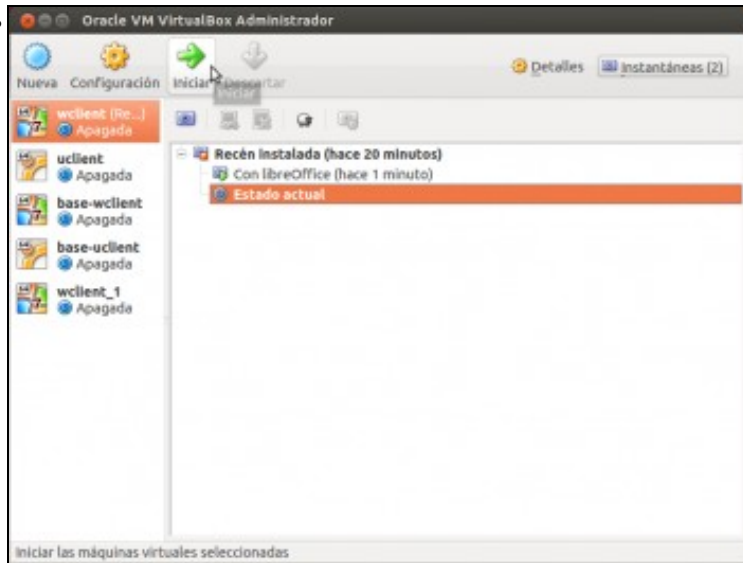 Oracle VM VirtualBox Administrador
Nueva Configuración Iniciar Descartar
Iniciar
Detalles Instantáneas (2)
wclient (Re...)
Apagada
uclient
Apagada
base-wclient
Apagada
base-uclient
Apagada
wclient_1
Apagada
Recén Instalada (hace 20 minutos)
Con libreOffice (hace 1 minuto)
Estado actual
Iniciar las máquinas virtuales seleccionadas